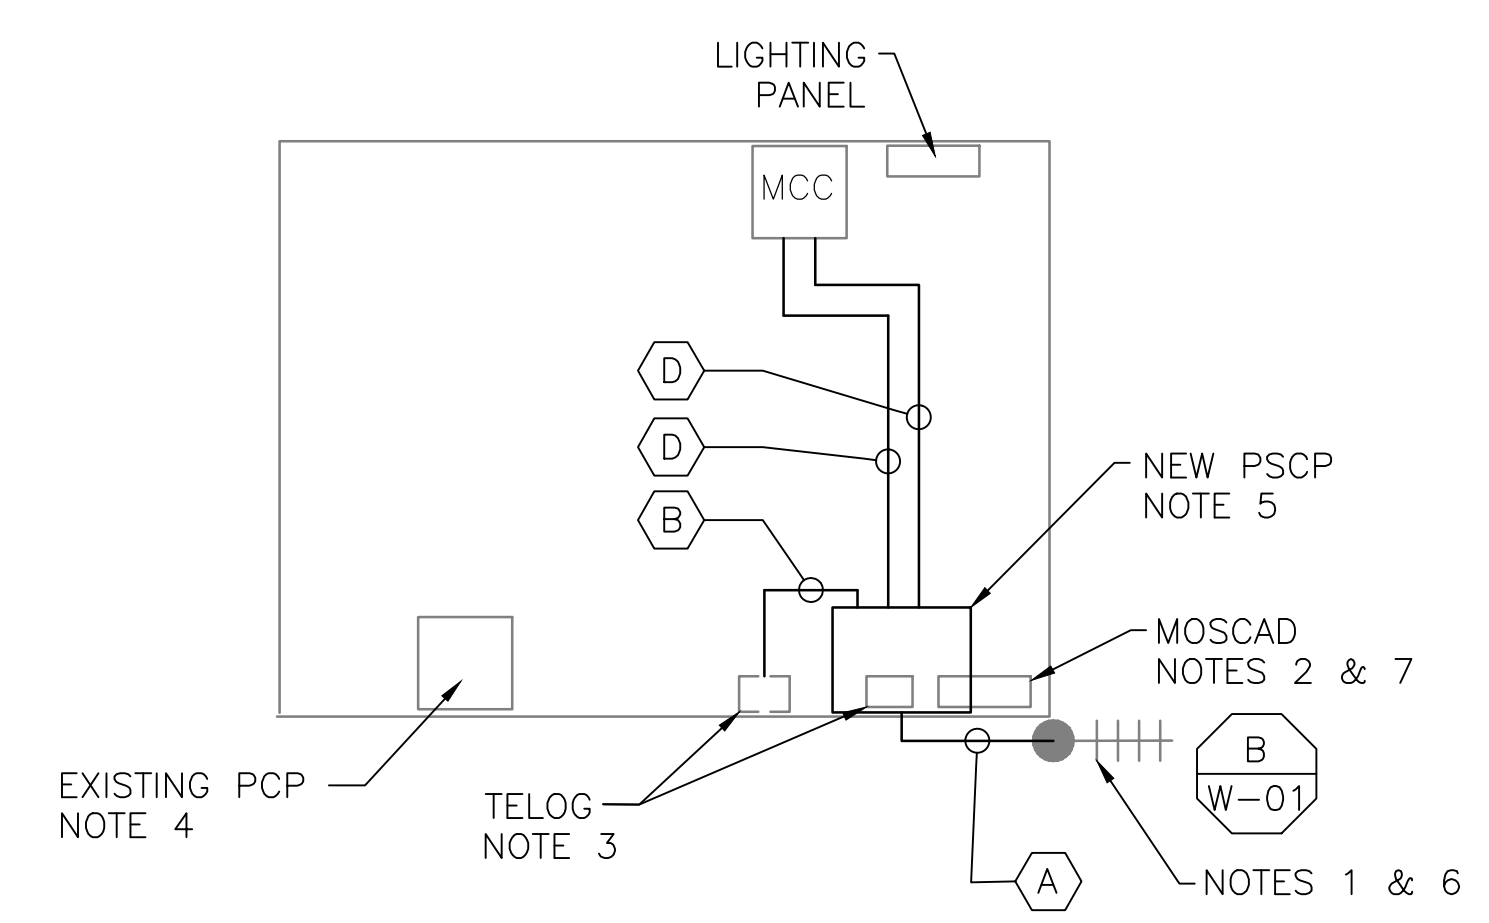 LIGHTING
PANEL
MCC
D
D
B
NEW PSCP
NOTE 5
MOSCAD
NOTES 2 & 7
EXISTING PCP
NOTE 4
TELOG
NOTE 3
B
W-01
A
NOTES 1 & 6